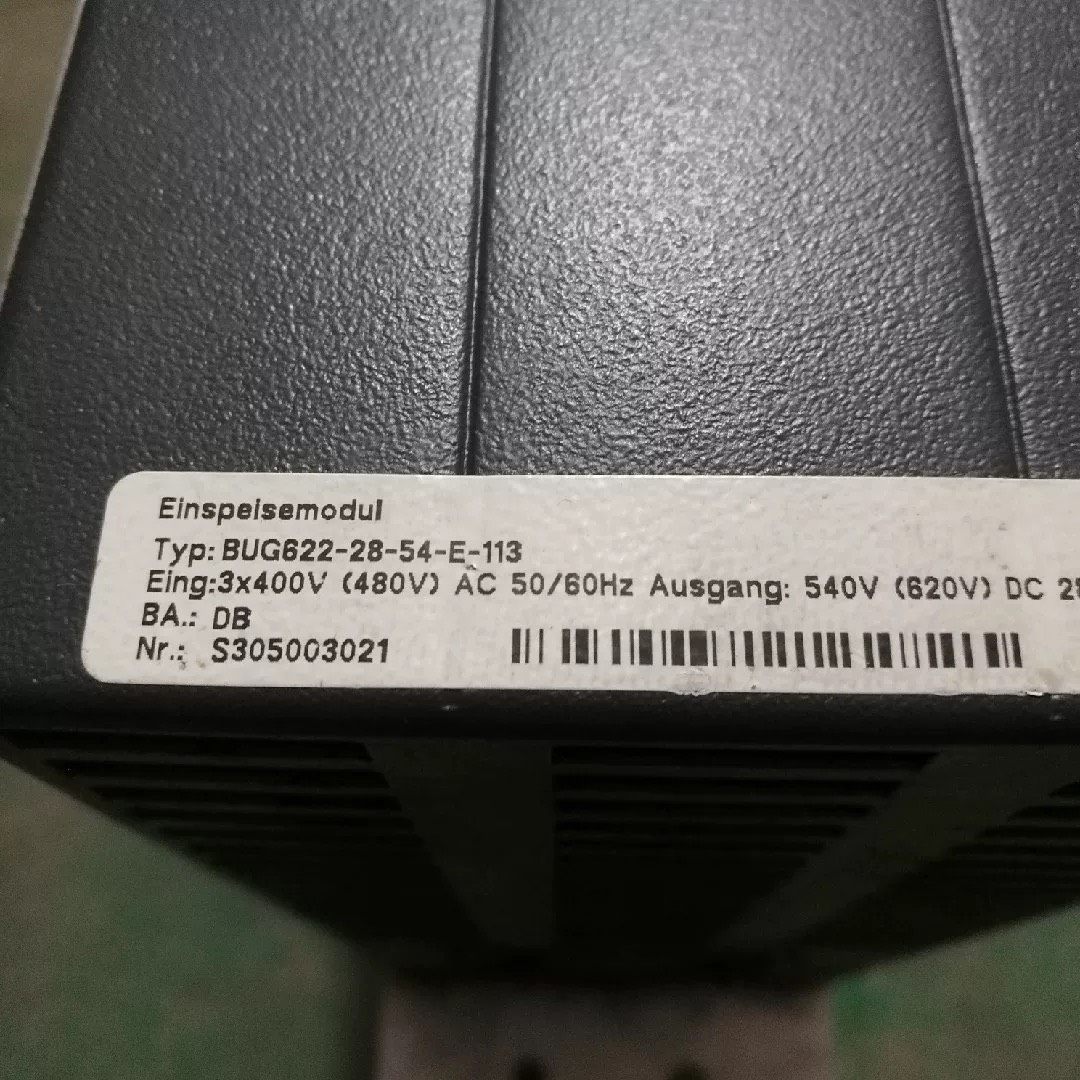 Einspeisemodul
Typ: BUG622-28-54-E-113
Eing:3x400V (480V) AC 50/60Hz Ausgang: 540V (620V) DC
BA.: DB
Nr.: S305003021